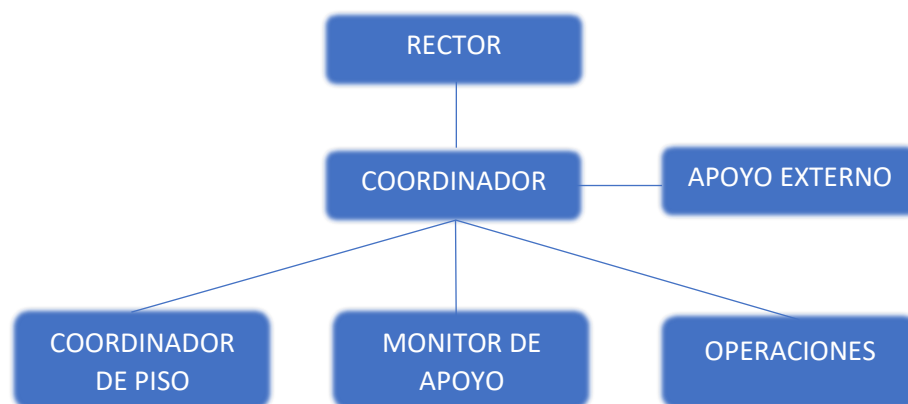 RECTOR
COORDINADOR
APOYO EXTERNO
COORDINADOR
DE PISO
MONITOR DE
APOYO
OPERACIONES